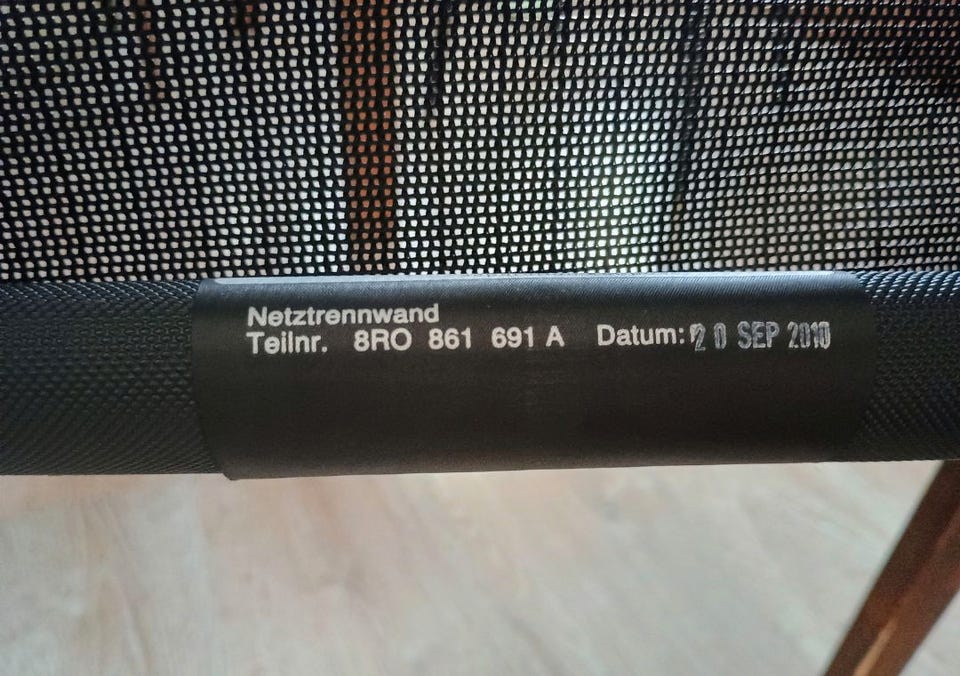 Netztrennwand
Teilnr. 8RO 861 691 A Datum: 20 SEP 2010